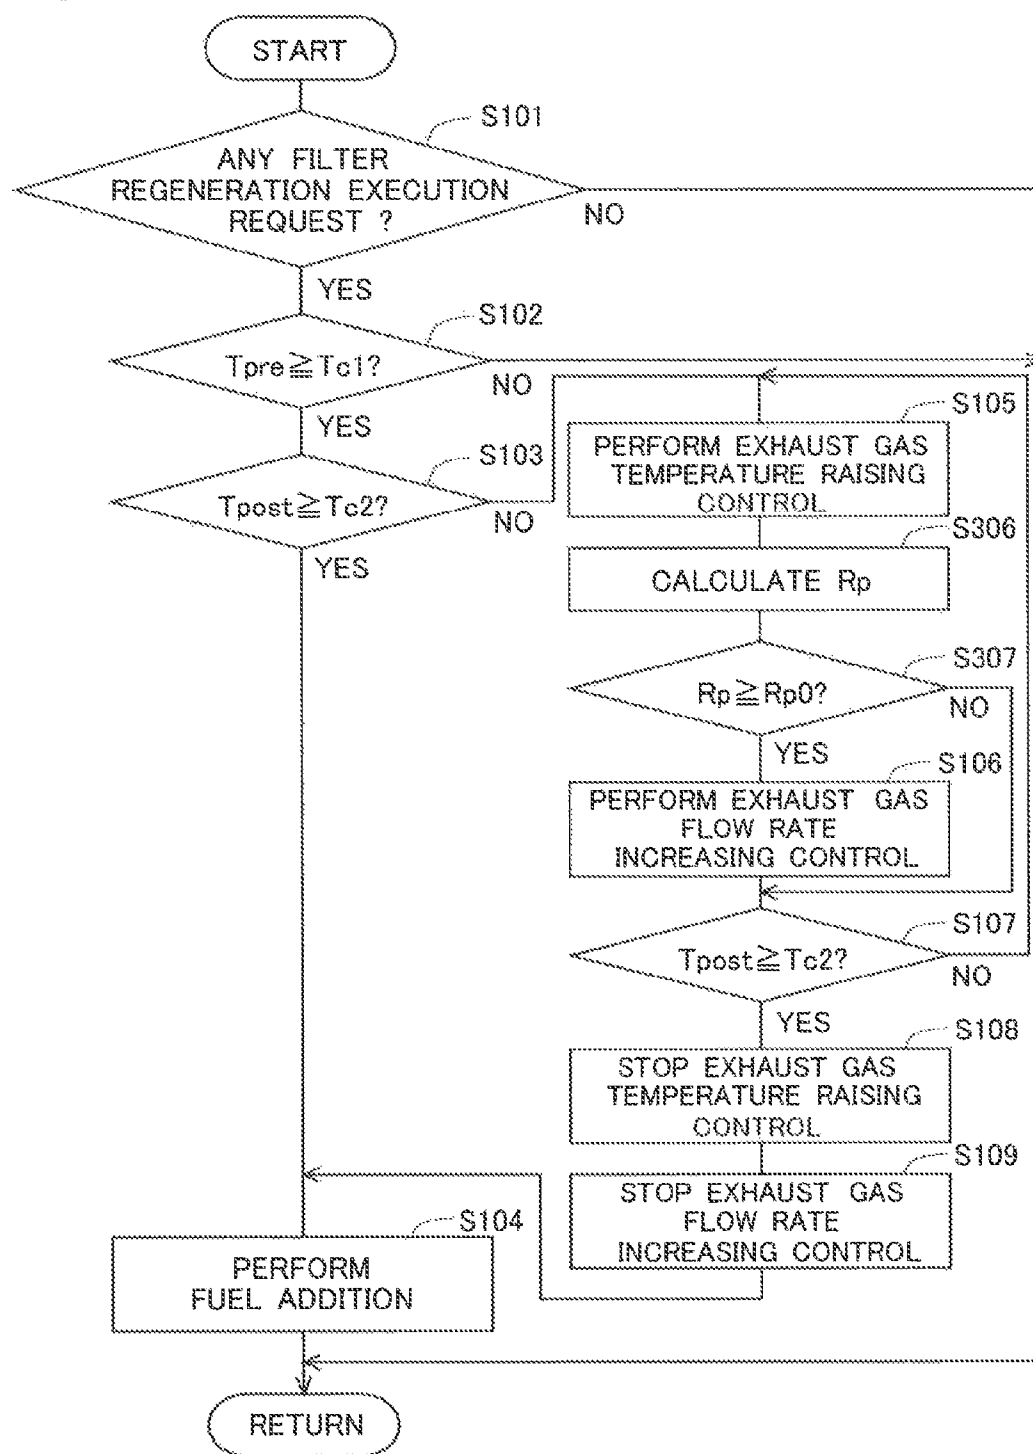 START
S101
ANY FILTER
REGENERATION EXECUTION
REQUEST ?
NO
YES
S102
Tpre≧Tc1?
NO
YES
S103
Tpost≧Tc2?
NO
YES
S105
PERFORM EXHAUST GAS
TEMPERATURE RAISING
CONTROL
S306
CALCULATE Rp
S307
Rp≧Rp0?
NO
YES
S106
PERFORM EXHAUST GAS
FLOW RATE
INCREASING CONTROL
S107
Tpost≧Tc2?
NO
YES
S108
STOP EXHAUST GAS
TEMPERATURE RAISING
CONTROL
S109
STOP EXHAUST GAS
FLOW RATE
INCREASING CONTROL
S104
PERFORM
FUEL ADDITION
RETURN